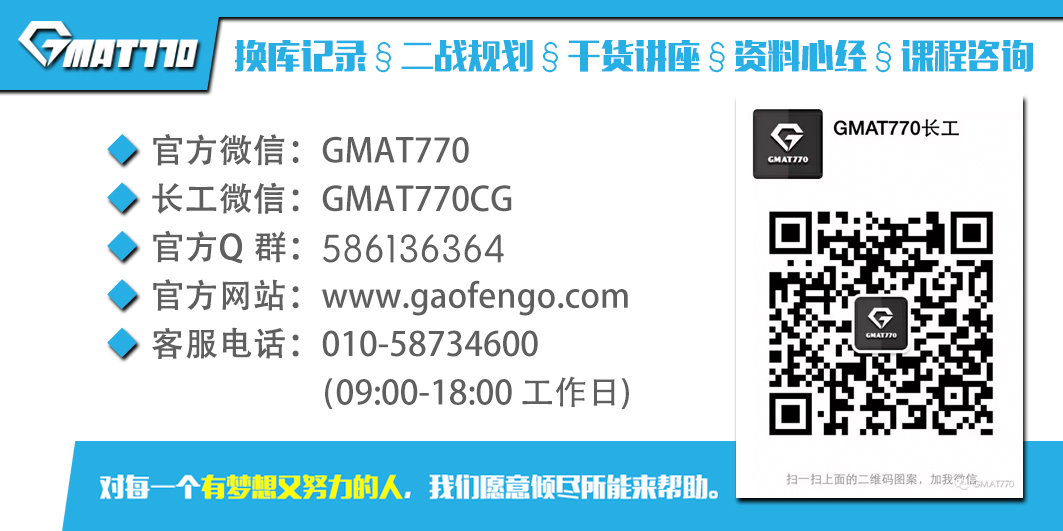 GMAT770
换库记录§二战规划§干货讲座§资料心经§课程咨询
官方微信：GMAT770
长工微信：GMAT770CG
官方Q 群：586136364
官方网站：www.gaofengo.com
客服电话：010-58734600
(09:00-18:00 工作日)
GMAT770
GMAT770长工
GMAT770
扫一扫上面的二维码图案，加我微信
GMAT770
对每一个有梦想又努力的人，我们愿意倾尽所能来帮助。